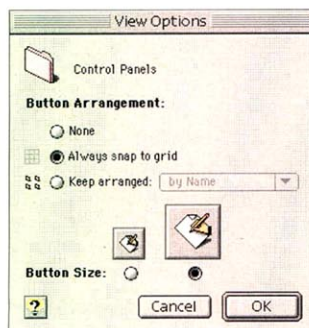 View Options
Control Panels
Button Arrangement:
None
Always snap to grid
Keep arranged: by Name
Button Size:
? Cancel OK